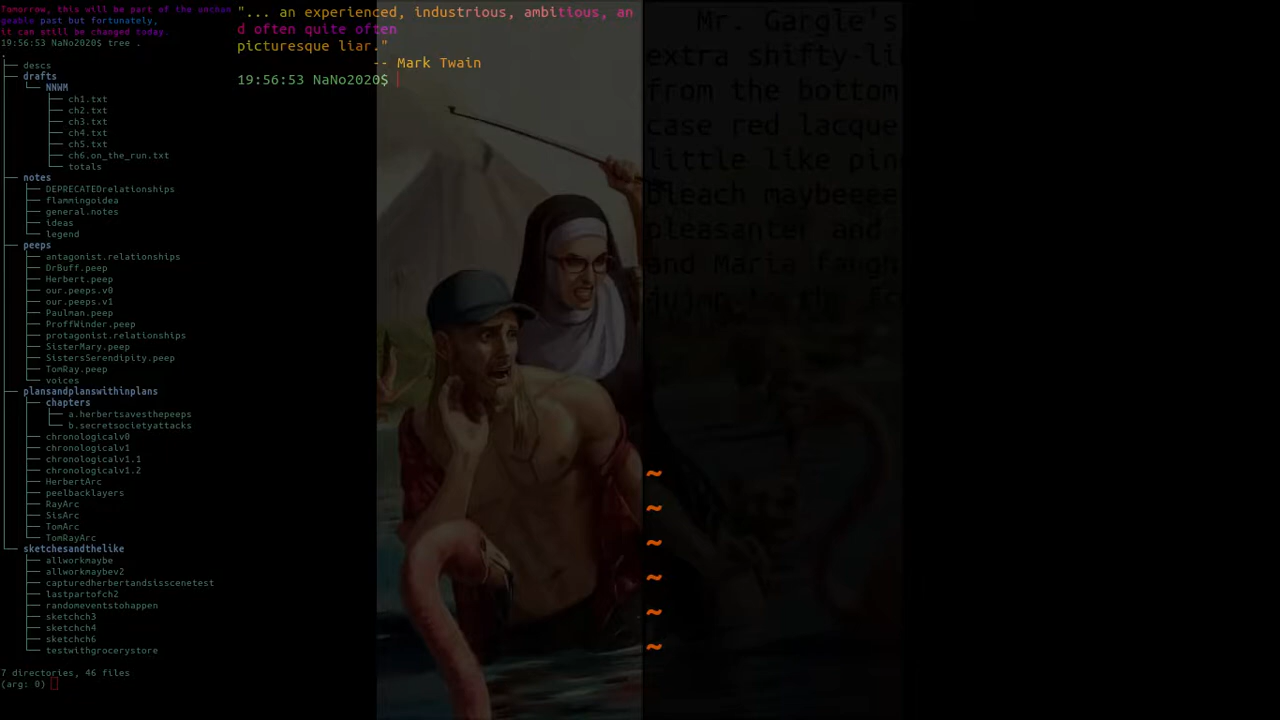 Tomorrow, this will be part of the unchan
geable past but fortunately,
it can still be changed today.
19:56:53 NaNo2020$ tree .
.
├── descs
├── drafts
│   └── NNWM
│       ├── ch1.txt
│       ├── ch2.txt
│       ├── ch3.txt
│       ├── ch4.txt
│       ├── ch5.txt
│       ├── ch6.on_the_run.txt
│       └── totals
├── notes
│   ├── DEPRECATEDrelationships
│   ├── flammingoidea
│   ├── general.notes
│   ├── ideas
│   └── legend
├── peeps
│   ├── antagonist.relationships
│   ├── DrBuff.peep
│   ├── Herbert.peep
│   ├── our.peeps.v0
│   ├── our.peeps.v1
│   ├── Paulman.peep
│   ├── ProffWinder.peep
│   ├── protagonist.relationships
│   ├── SisterMary.peep
│   ├── SistersSerendipity.peep
│   ├── TomRay.peep
│   └── voices
├── plansandplanswithinplans
│   ├── chapters
│   │   ├── a.herbertsavesthepeeps
│   │   └── b.secretsocietyattacks
│   ├── chronologicalv0
│   ├── chronologicalv1
│   ├── chronologicalv1.1
│   ├── chronologicalv1.2
│   ├── HerbertArc
│   ├── peelbacklayers
│   ├── RayArc
│   ├── SisArc
│   ├── TomArc
│   └── TomRayArc
└── sketchesandthelike
    ├── allworkmaybe
    ├── allworkmaybev2
    ├── capturedherbertandsisscenetest
    ├── lastpartofch2
    ├── randomeventstohappen
    ├── sketchch3
    ├── sketchch4
    ├── sketchch6
    └── testwithgrocerystore
7 directories, 46 files
(arg: 0)
"... an experienced, industrious, ambitious, an
d often quite often
picturesque liar."
-- Mark Twain
19:56:53 NaNo2020$
Mr. Gargle's
extra shifty-li
from the bottom
case red lacque
little like pin
bleach maybeeee
pleasanter and
and Maria faugh
~
~
~
~
~
~